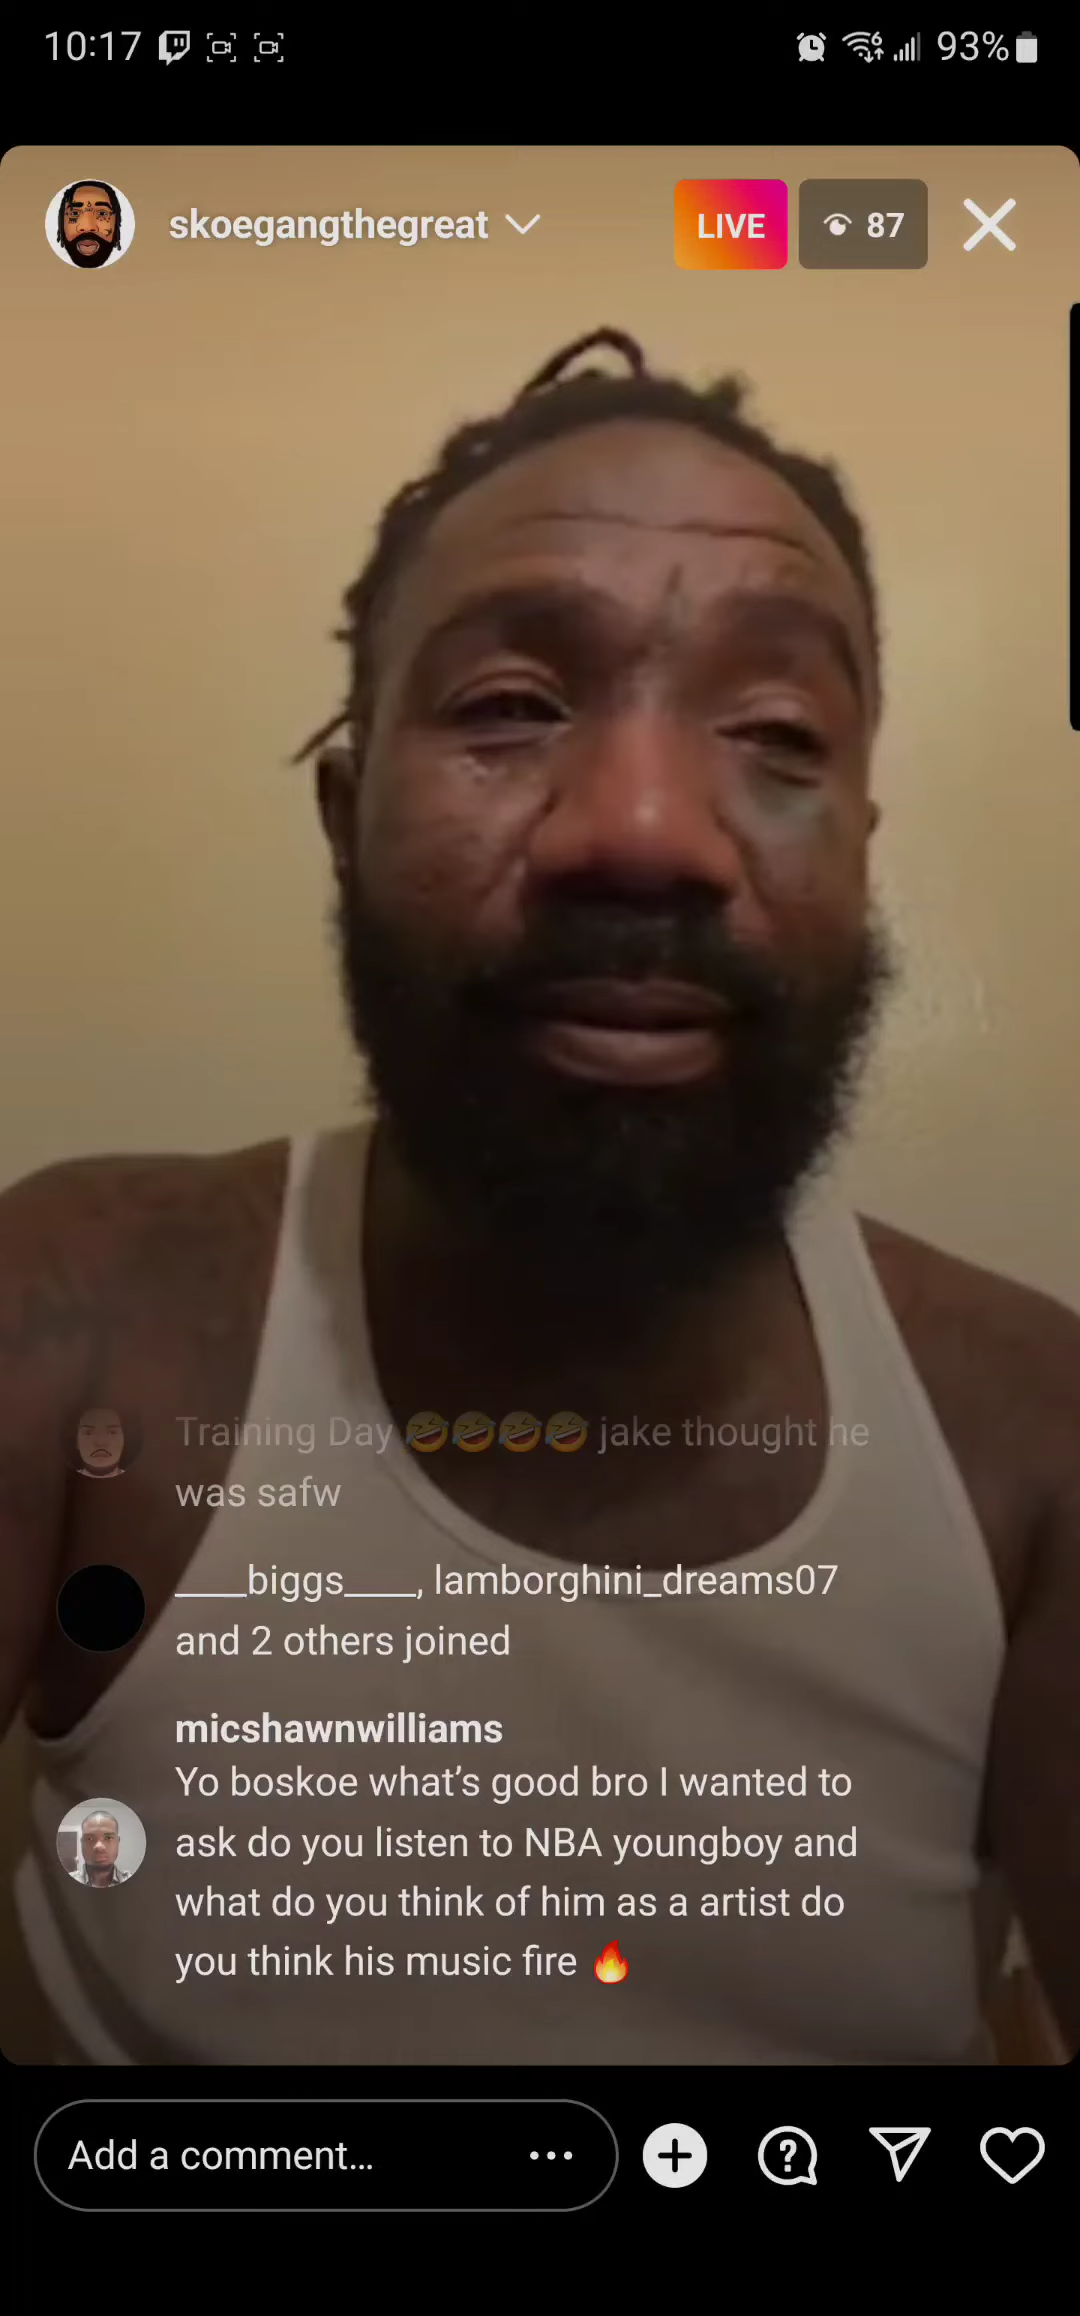 10:17
6
93%
skoegangthegreat
LIVE
87
Training Day 🤣🤣🤣🤣 jake thought he
was safw
____biggs____, lamborghini_dreams07
and 2 others joined
micshawnwilliams
Yo boskoe what’s good bro I wanted to
ask do you listen to NBA youngboy and
what do you think of him as a artist do
you think his music fire 🔥
Add a comment...